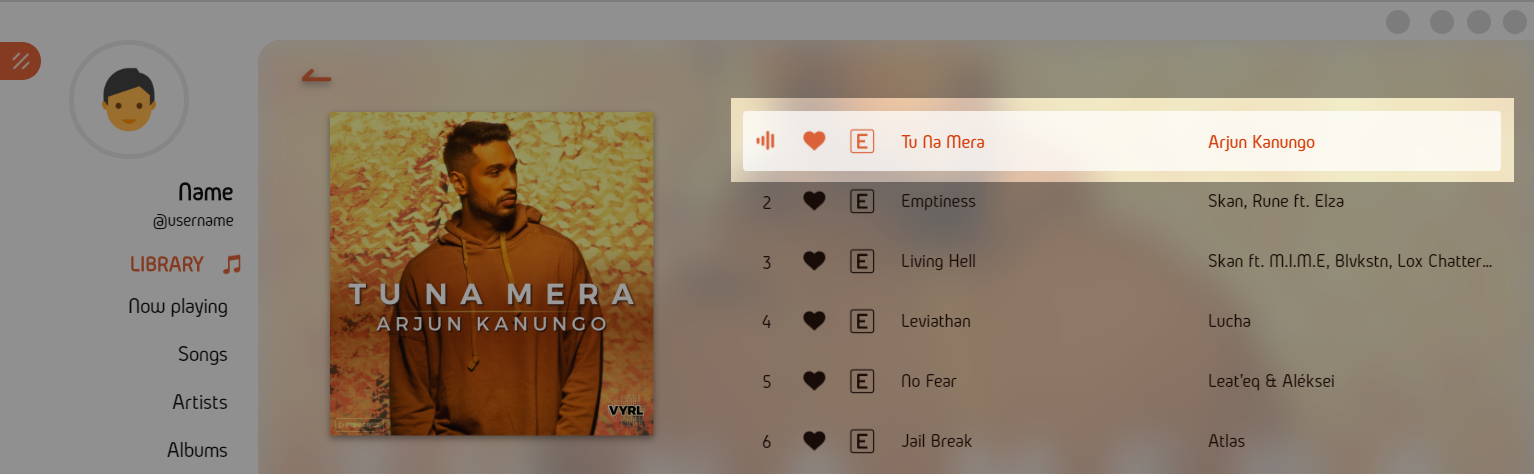 Name
@username
LIBRARY
Now playing
Songs
Artists
Albums
TU NA MERA
ARJUN KANUNGO
VYRL
E Tu Na Mera Arjun Kanungo
2 E Emptiness Skan, Rune ft. Elza
3 E Living Hell Skan ft. M.I.M.E, Blvkstn, Lox Chatter...
4 E Leviathan Lucha
5 E No Fear Leat'eq & Aléksei
6 E Jail Break Atlas